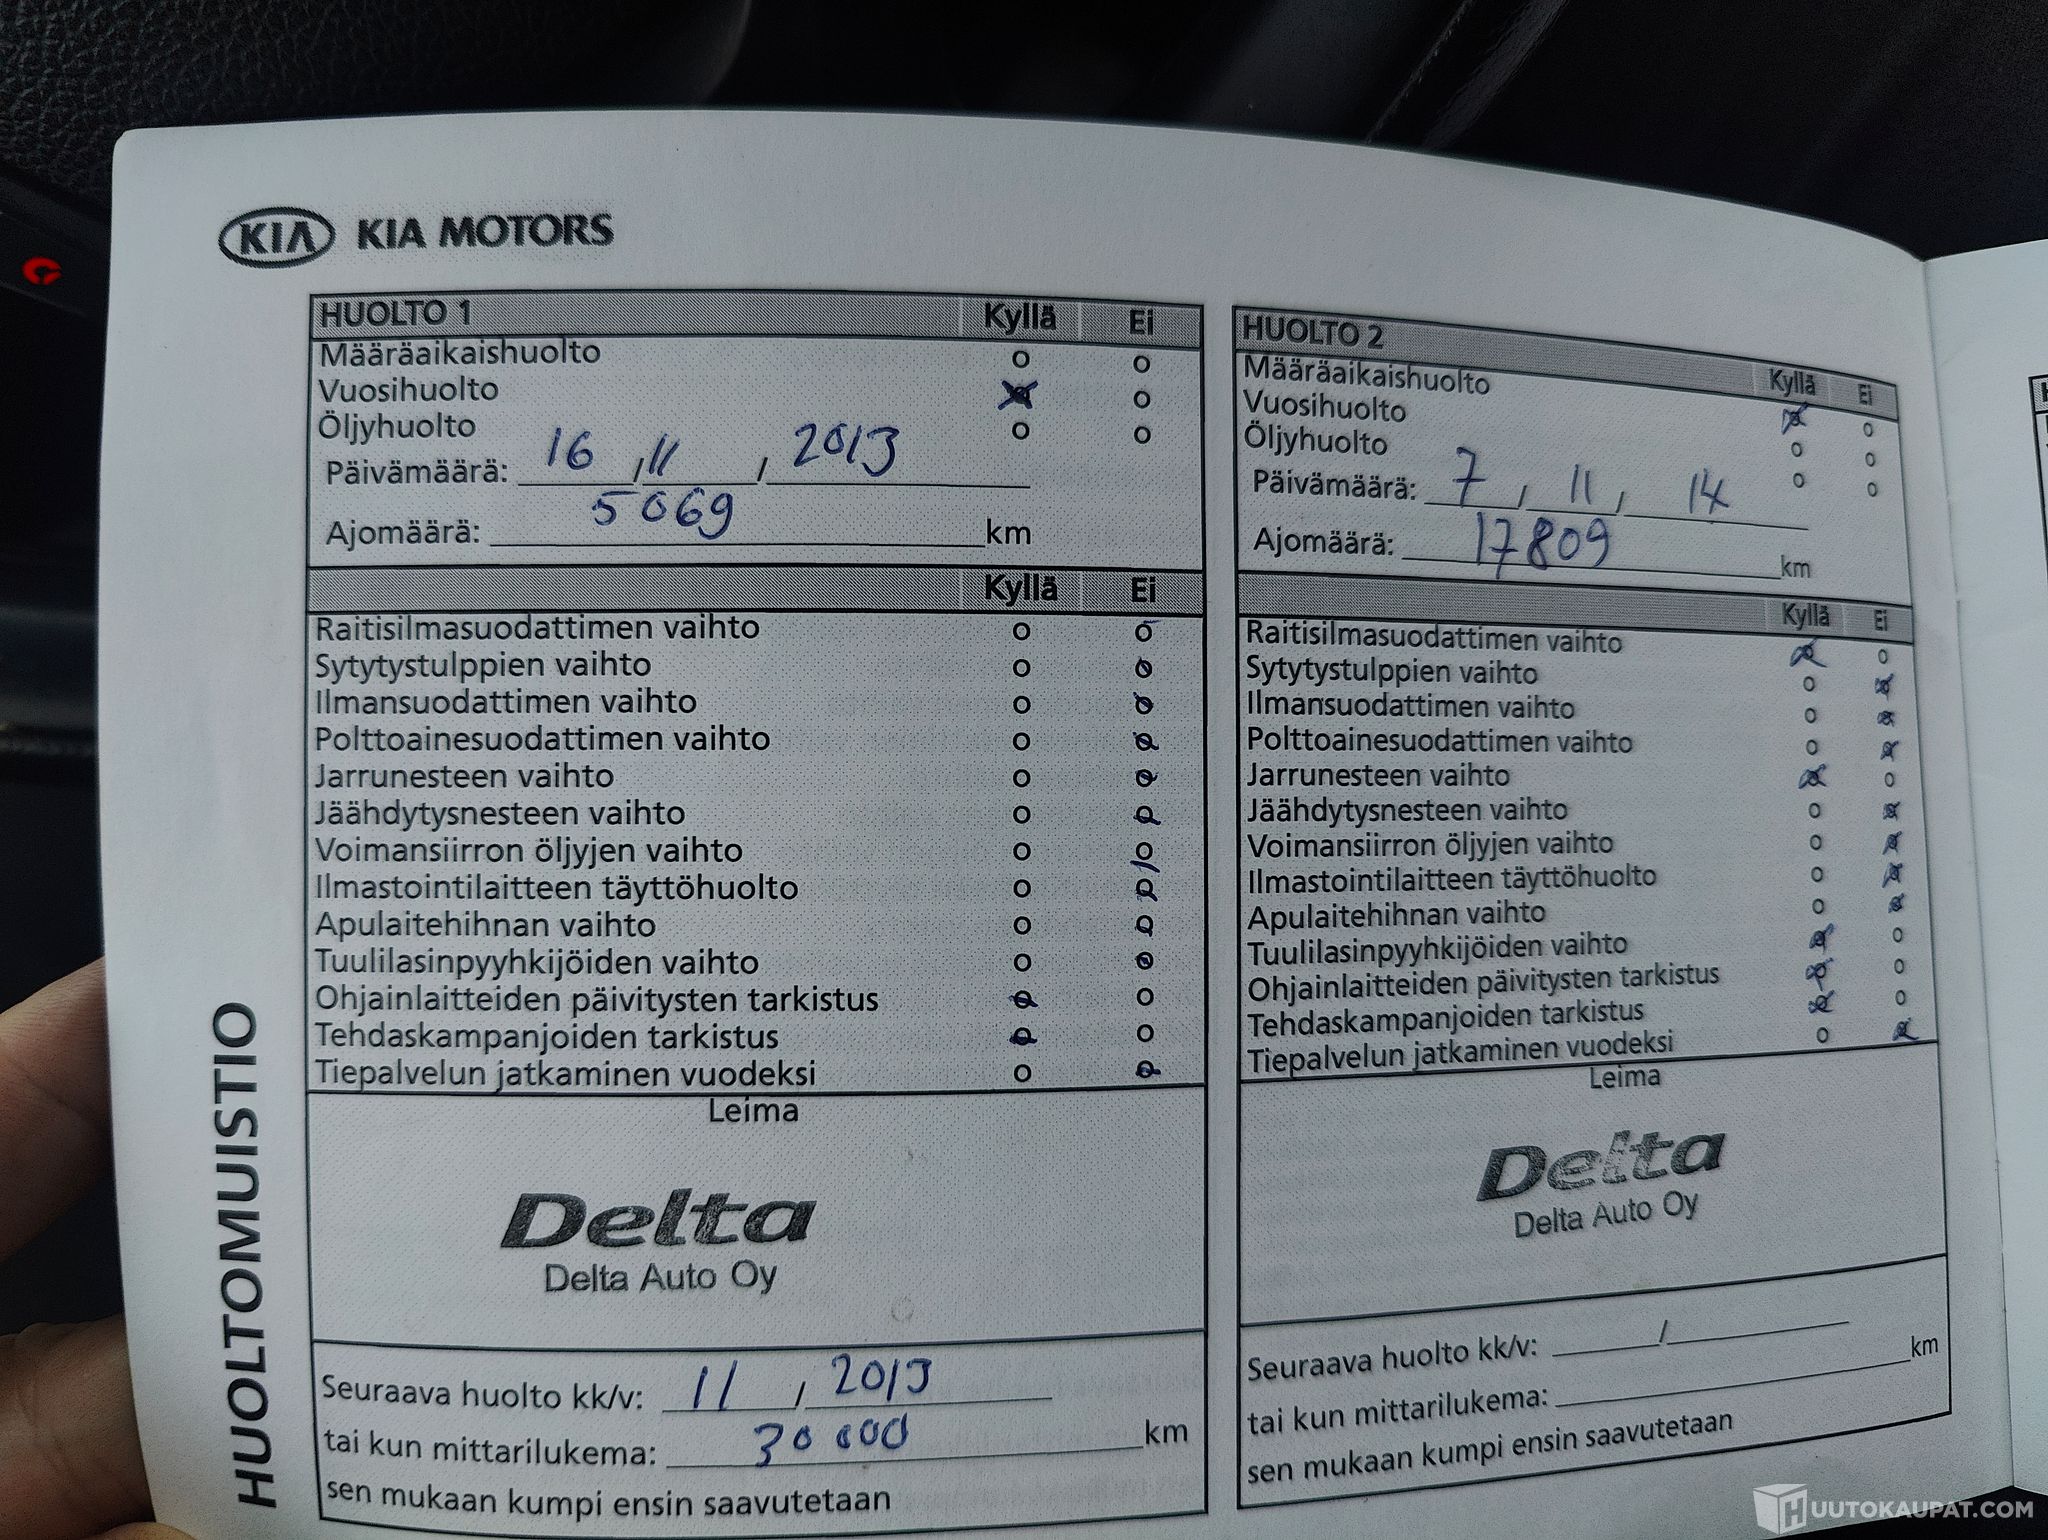 KIA KIA MOTORS
HUOLTOMUISTIO
HUOLTO 1 Kyllä Ei
Määräaikaishuolto o o
Vuosihuolto o
Öljyhuolto o o
Päivämäärä: 16 / 11 / 2013
Ajomäärä: 5069 km
Kyllä Ei
Raitisilmasuodattimen vaihto
Sytytystulppien vaihto
Ilmansuodattimen vaihto
Polttoainesuodattimen vaihto
Jarrunesteen vaihto
Jäähdytysnesteen vaihto
Voimansiirron öljyjen vaihto
Ilmastointilaitteen täyttöhuolto
Apulaitehihnan vaihto
Tuulilasinpyyhkijöiden vaihto
Ohjainlaitteiden päivitysten tarkistus
Tehdaskampanjoiden tarkistus
Tiepalvelun jatkaminen vuodeksi
Leima
Delta
Delta Auto Oy
Seuraava huolto kk/v: 11 / 2013
tai kun mittarilukema: 30 000 km
sen mukaan kumpi ensin saavutetaan
HUOLTO 2 Kyllä Ei
Määräaikaishuolto
Vuosihuolto
Öljyhuolto
Päivämäärä: 7 / 11 / 14
Ajomäärä: 17809 km
Kyllä Ei
Raitisilmasuodattimen vaihto
Sytytystulppien vaihto
Ilmansuodattimen vaihto
Polttoainesuodattimen vaihto
Jarrunesteen vaihto
Jäähdytysnesteen vaihto
Voimansiirron öljyjen vaihto
Ilmastointilaitteen täyttöhuolto
Apulaitehihnan vaihto
Tuulilasinpyyhkijöiden vaihto
Ohjainlaitteiden päivitysten tarkistus
Tehdaskampanjoiden tarkistus
Tiepalvelun jatkaminen vuodeksi
Leima
Delta
Delta Auto Oy
Seuraava huolto kk/v: /
tai kun mittarilukema: km
sen mukaan kumpi ensin saavutetaan
HUUTOKAUPAT.COM